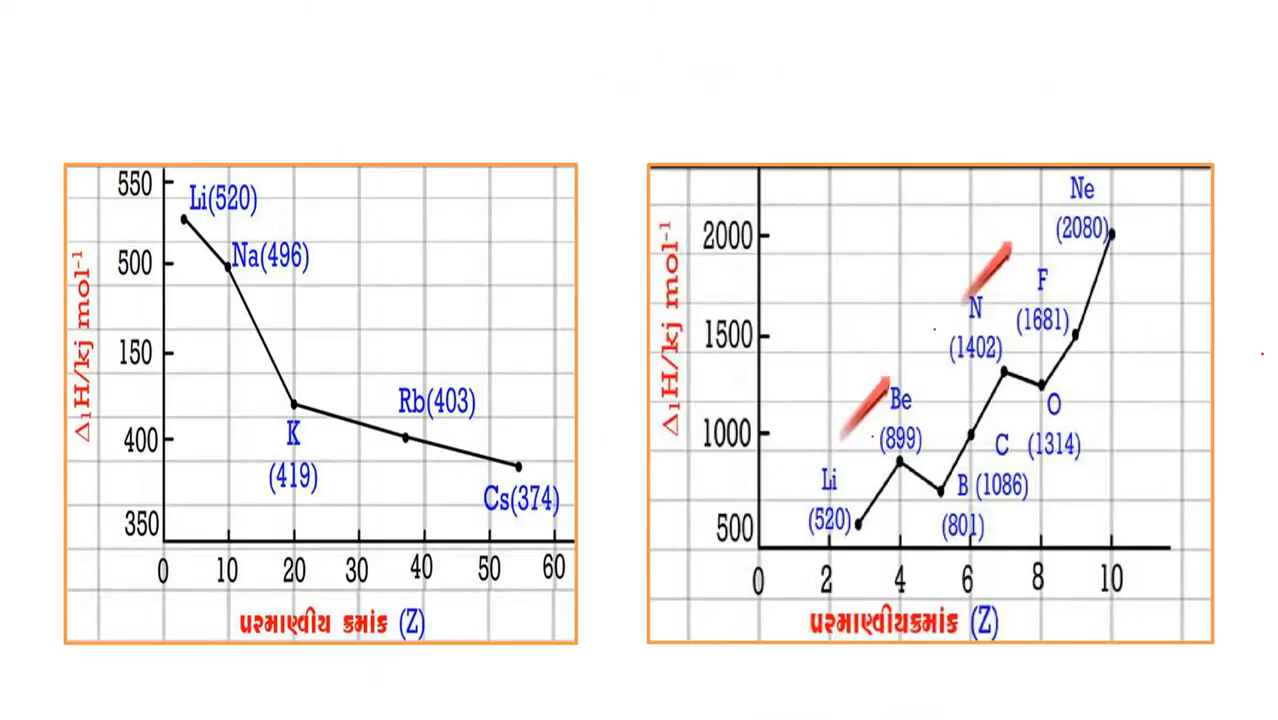 550
Li(520)
500
Na(496)
150
Rb(403)
400
K
(419)
Cs(374)
350
0 10 20 30 40 50 60
Δ₁H/kj mol⁻¹
પરમાણ્વીય ક્રમાંક (Z)
Ne
2000
(2080)
F
N
(1681)
1500
(1402)
Be
O
1000
(899)
C (1314)
Li
B (1086)
(520)
(801)
500
0 2 4 6 8 10
Δ₁H/kj mol⁻¹
પરમાણ્વીયક્રમાંક (Z)